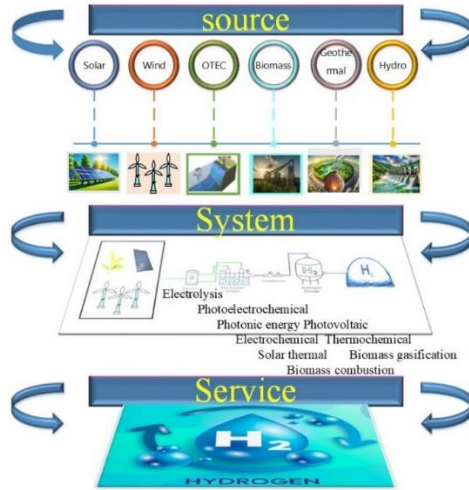 source
Solar
Wind
OTEC
Biomass
Geothe
rmal
Hydro
System
H2
H
Electrolysis
Photoelectrochemical
Photonic energy Photovoltaic
Electrochemical Thermochemical
Solar thermal Biomass gasification
Biomass combustion
Service
H2
HYDROGEN